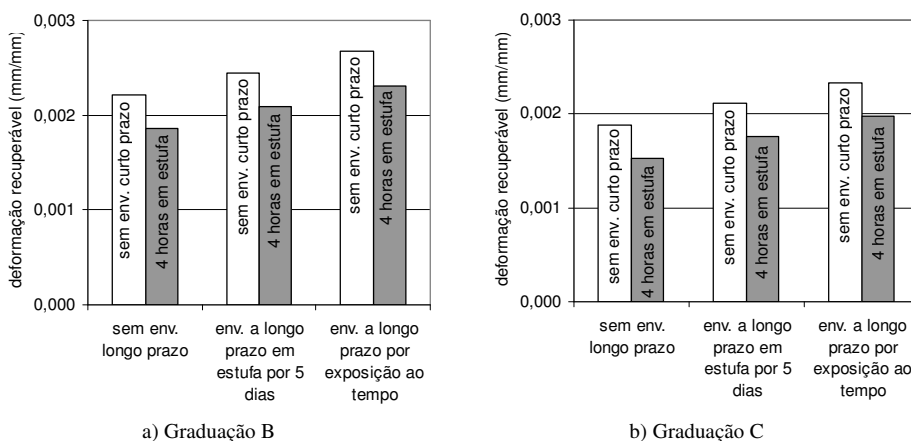 a)
0,003
0,002
0,001
0,000
deformação recuperável (mm/mm)
sem env. curto prazo
4 horas em estufa
sem env. curto prazo
4 horas em estufa
sem env. curto prazo
4 horas em estufa
sem env.
longo prazo
env. a longo
prazo em
estufa por 5
dias
env. a longo
prazo por
exposição ao
tempo
a) Graduação B
b)
0,003
0,002
0,001
0,000
deformação recuperável (mm/mm)
sem env. curto prazo
4 horas em estufa
sem env. curto prazo
4 horas em estufa
sem env. curto prazo
4 horas em estufa
sem env.
longo prazo
env. a longo
prazo em
estufa por 5
dias
env. a longo
prazo por
exposição ao
tempo
b) Graduação C